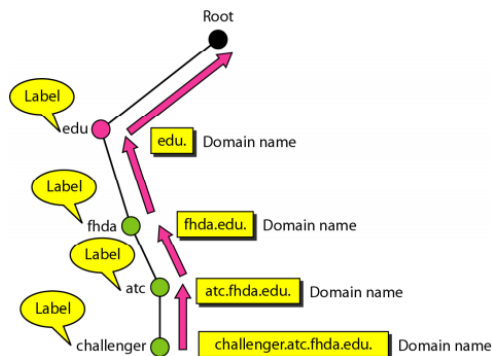 Root
Label
edu
edu. Domain name
Label
fhda
fhda.edu. Domain name
Label
atc
atc.fhda.edu. Domain name
Label
challenger
challenger.atc.fhda.edu. Domain name